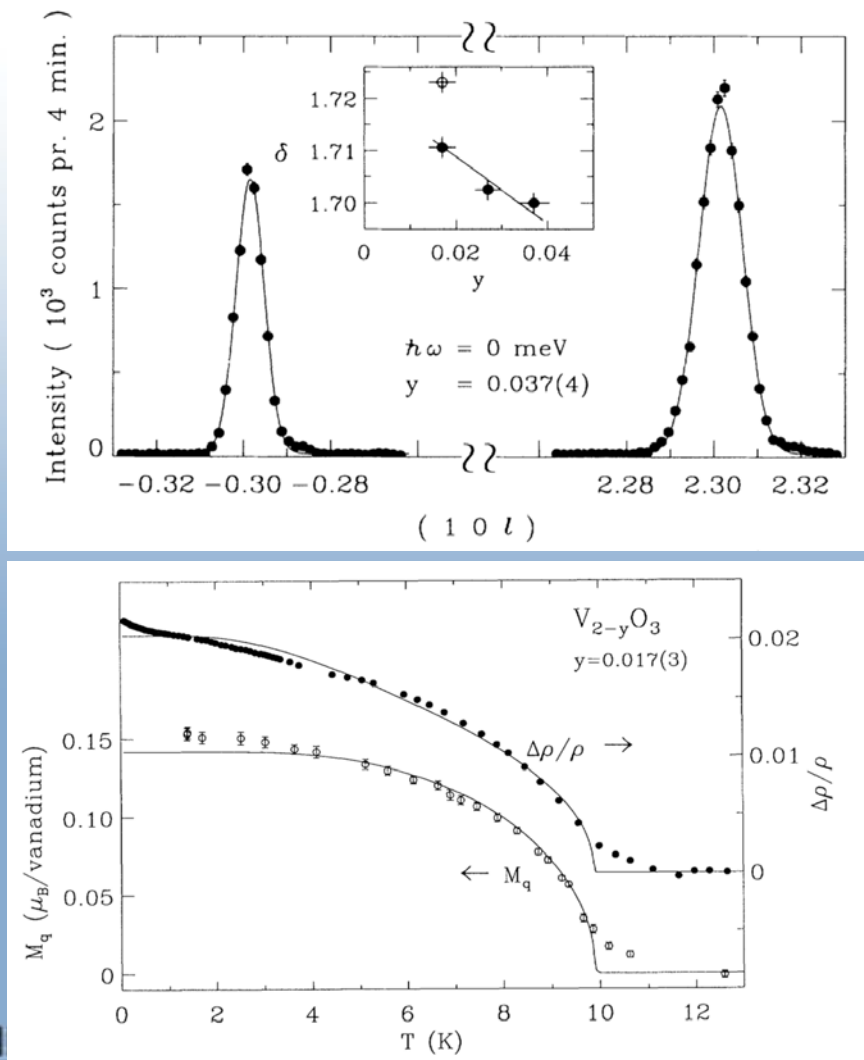 Intensity ( 10³ counts pr. 4 min. )
2
1
0
δ
1.72
1.71
1.70
0 0.02 0.04
y
ℏω = 0 meV
y = 0.037(4)
−0.32 −0.30 −0.28 2.28 2.30 2.32
( 1 0 l )
V₂₋yO₃
y=0.017(3)
M_q (μ_B/vanadium)
0.15
0.10
0.05
0
0.02
0.01
0
Δρ/ρ
Δρ/ρ →
← M_q
0 2 4 6 8 10 12
T (K)